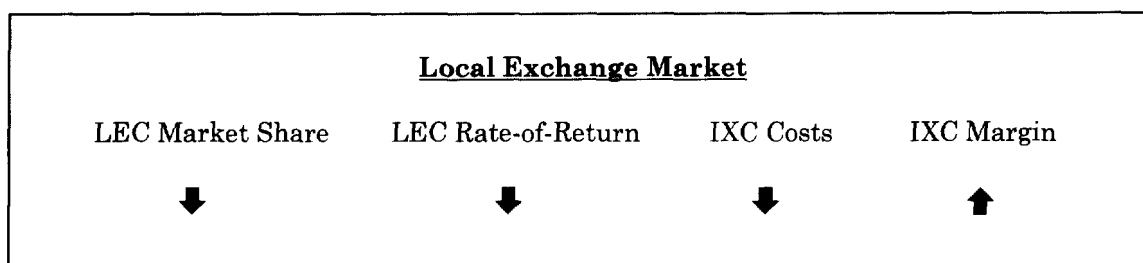 Local Exchange Market
LEC Market Share LEC Rate-of-Return IXC Costs IXC Margin